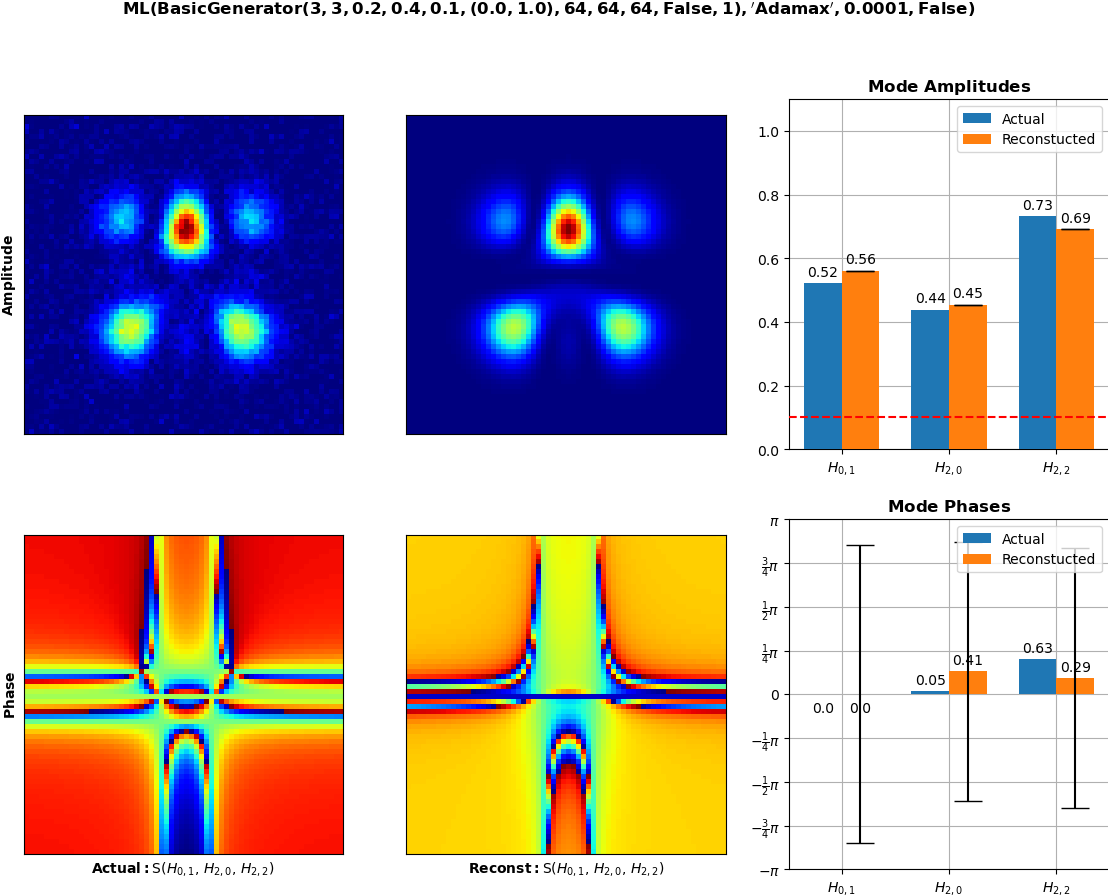 ML(BasicGenerator(3, 3, 0.2, 0.4, 0.1, (0.0, 1.0), 64, 64, 64, False, 1), ′Adamax′, 0.0001, False)
Mode Amplitudes
Actual
Reconstucted
1.0
0.8
0.6
0.4
0.2
0.0
0.52
0.56
0.44
0.45
0.73
0.69
H0, 1
H2, 0
H2, 2
Amplitude
Mode Phases
Actual
Reconstucted
π
3/4π
1/2π
1/4π
0
−1/4π
−1/2π
−3/4π
−π
0.0
0.0
0.05
0.41
0.63
0.29
H0, 1
H2, 0
H2, 2
Phase
Actual: S(H0, 1, H2, 0, H2, 2)
Reconst: S(H0, 1, H2, 0, H2, 2)